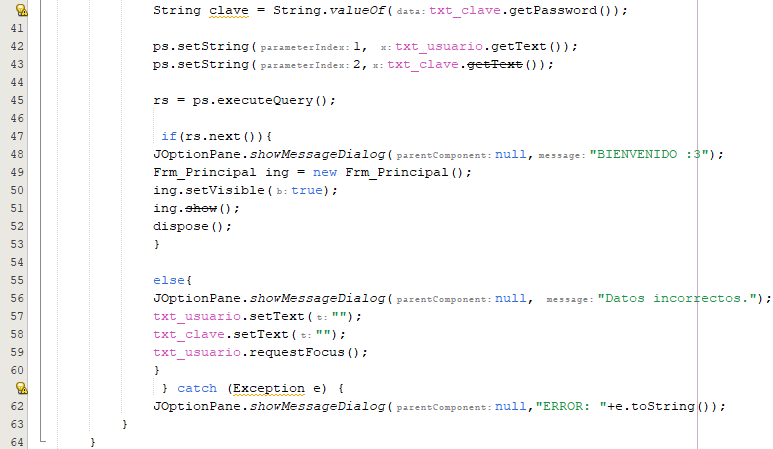 String clave = String.valueOf(data:txt_clave.getPassword());
41
42 ps.setString(parameterIndex:1, x:txt_usuario.getText());
43 ps.setString(parameterIndex:2,x:txt_clave.getText());
44
45 rs = ps.executeQuery();
46
47 if(rs.next()){
48 JOptionPane.showMessageDialog(parentComponent:null,message:"BIENVENIDO :3");
49 Frm_Principal ing = new Frm_Principal();
50 ing.setVisible(b:true);
51 ing.show();
52 dispose();
53 }
54
55 else{
56 JOptionPane.showMessageDialog(parentComponent:null, message:"Datos incorrectos.");
57 txt_usuario.setText(t:"");
58 txt_clave.setText(t:"");
59 txt_usuario.requestFocus();
60 }
} catch (Exception e) {
62 JOptionPane.showMessageDialog(parentComponent:null,"ERROR: "+e.toString());
63 }
64 }